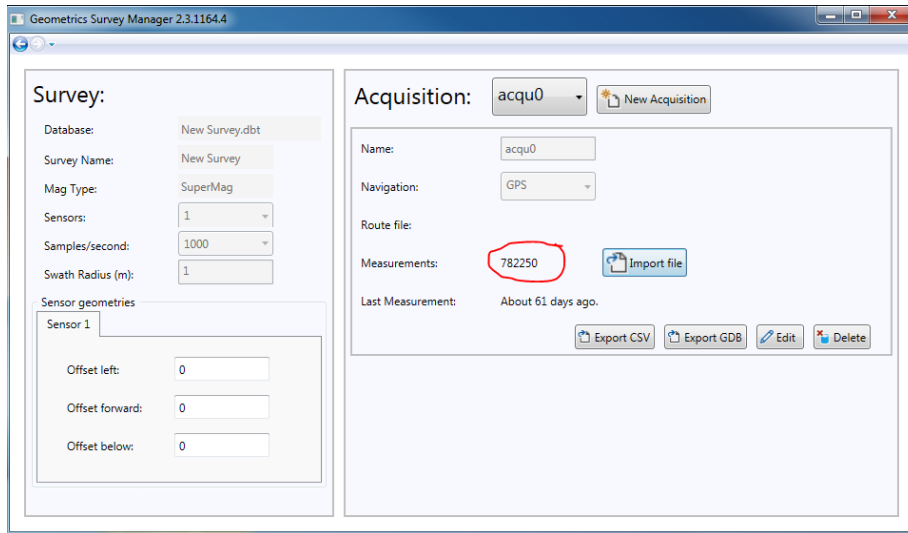 Geometrics Survey Manager 2.3.1164.4
Survey:
Database: New Survey.dbt
Survey Name: New Survey
Mag Type: SuperMag
Sensors: 1
Samples/second: 1000
Swath Radius (m): 1
Sensor geometries
Sensor 1
Offset left: 0
Offset forward: 0
Offset below: 0
Acquisition: acqu0 New Acquisition
Name: acqu0
Navigation: GPS
Route file:
Measurements: 782250 Import file
Last Measurement: About 61 days ago.
Export CSV Export GDB Edit Delete